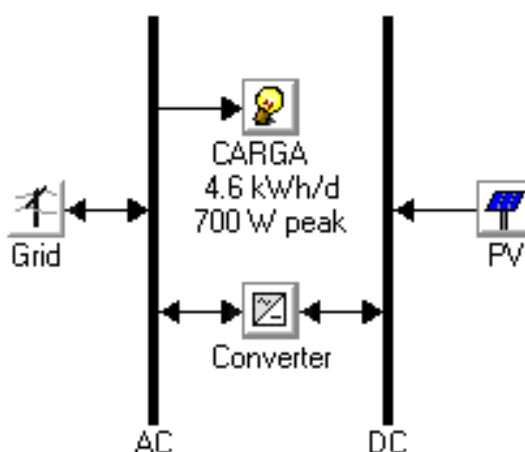 CARGA
4.6 kWh/d
700 W peak
Grid
PV
Converter
AC
DC